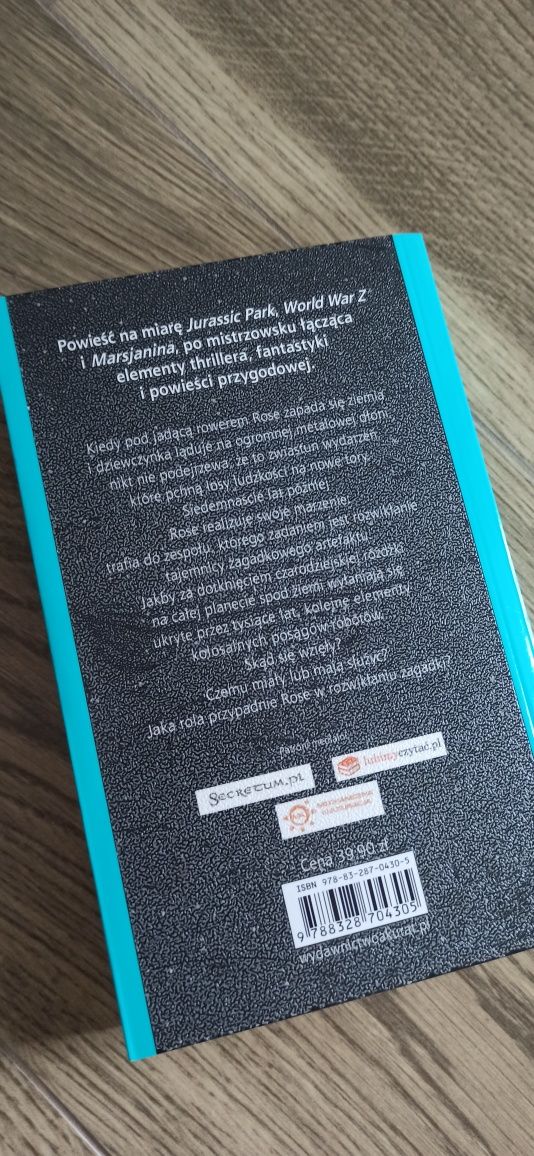 Powieść na miarę Jurassic Park, World War Z
i Marsjanina, po mistrzowsku łącząca
elementy thrillera, fantastyki
i powieści przygodowej.
Kiedy pod jadącą rowerem Rose zapada się ziemia
i dziewczynka ląduje na ogromnej metalowej dłoni,
nikt nie podejrzewa, że to zwiastun wydarzeń,
które pchną losy ludzkości na nowe tory.
Siedemnaście lat później
Rose realizuje swoje marzenie:
trafia do zespołu, którego zadaniem jest rozwikłanie
tajemnicy zagadkowego artefaktu.
Jakby za dotknięciem czarodziejskiej różdżki
na całej planecie spod ziemi wyłaniają się
ukryte przez tysiące lat, kolejne elementy
kolosalnych posągów-robotów.
Skąd się wzięły?
Czemu miały lub mają służyć?
Jaka rola przypadnie Rose w rozwikłaniu zagadki?
Patroni medialni:
Secretum.pl
lubimyczytać.pl
Cena 39,90 zł
ISBN 978-83-287-0430-5
9 788328 704305
wydawnictwoakurat.pl